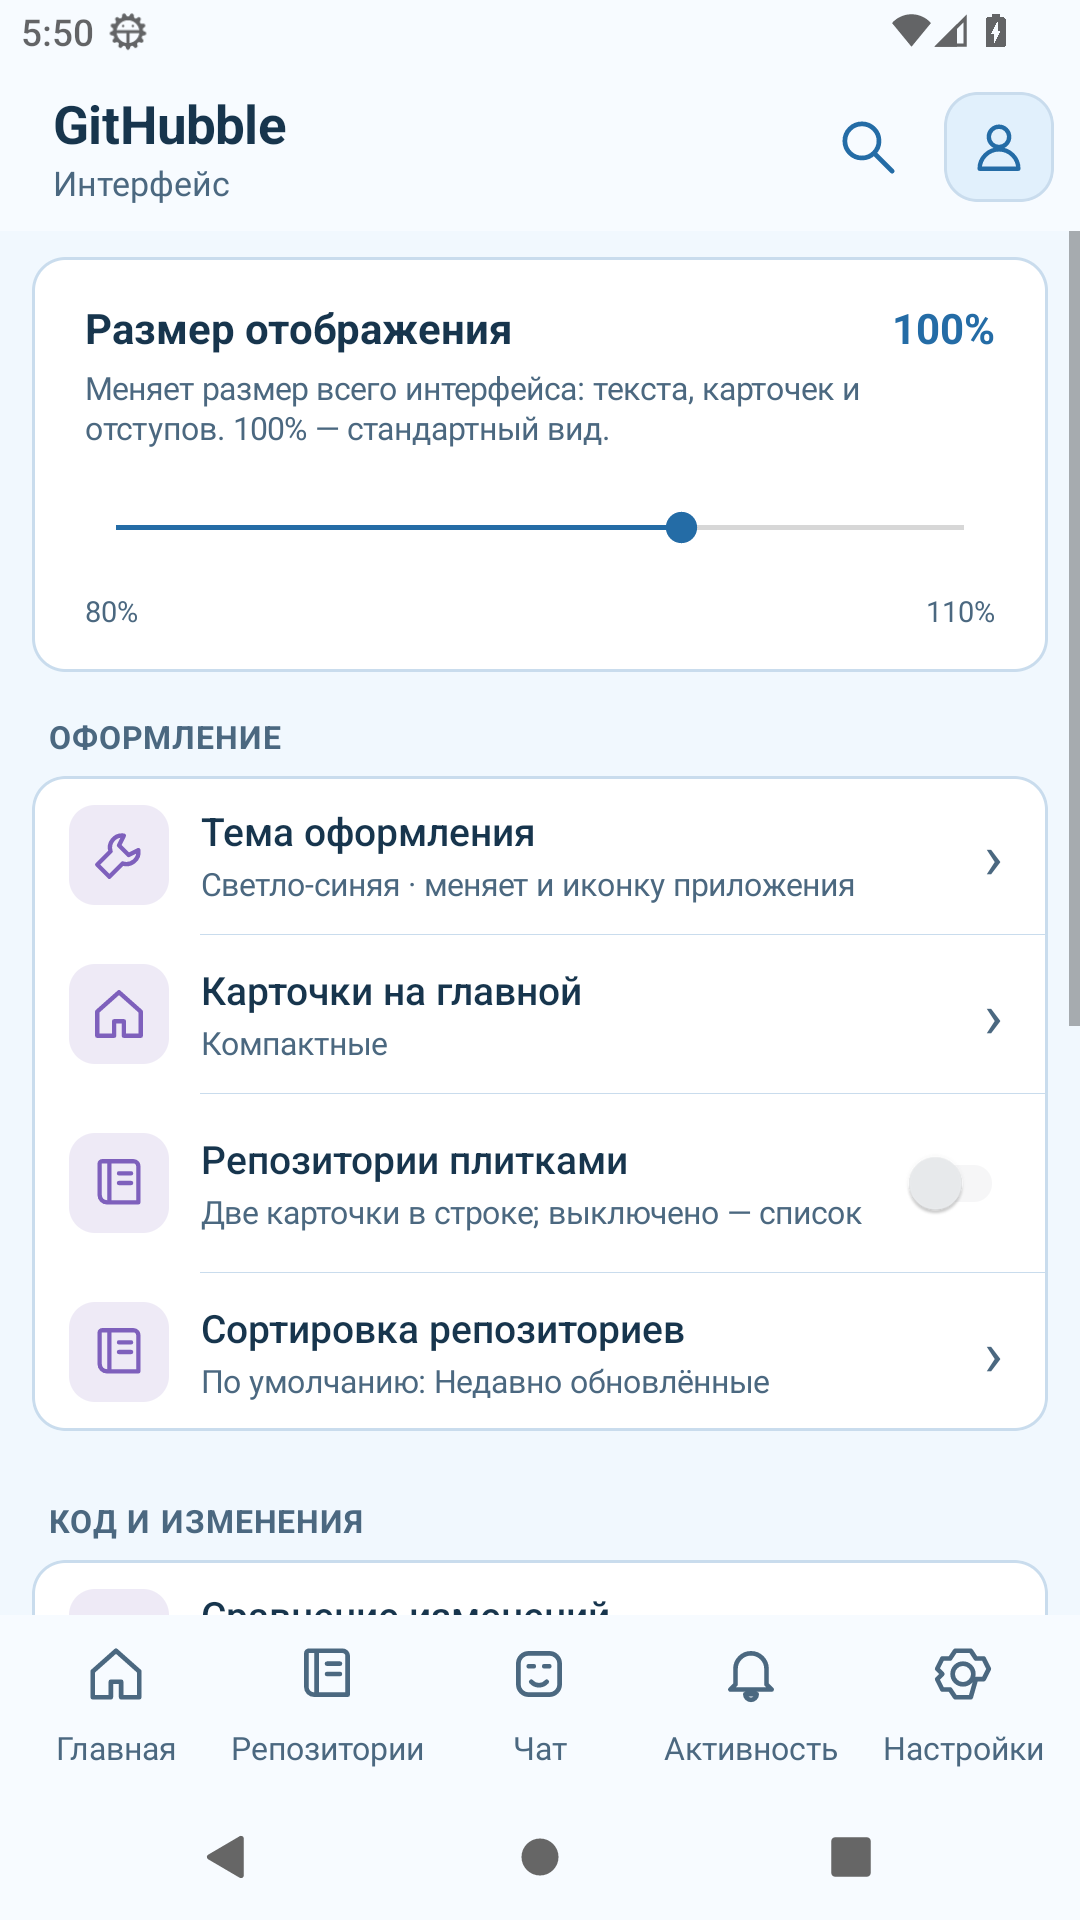 5:50
GitHubble
Интерфейс
Размер отображения
100%
Меняет размер всего интерфейса: текста, карточек и
отступов. 100% — стандартный вид.
80%
110%
ОФОРМЛЕНИЕ
Тема оформления
Светло-синяя · меняет и иконку приложения
Карточки на главной
Компактные
Репозитории плитками
Две карточки в строке; выключено — список
Сортировка репозиториев
По умолчанию: Недавно обновлённые
КОД И ИЗМЕНЕНИЯ
Сравнение изменений
Главная
Репозитории
Чат
Активность
Настройки